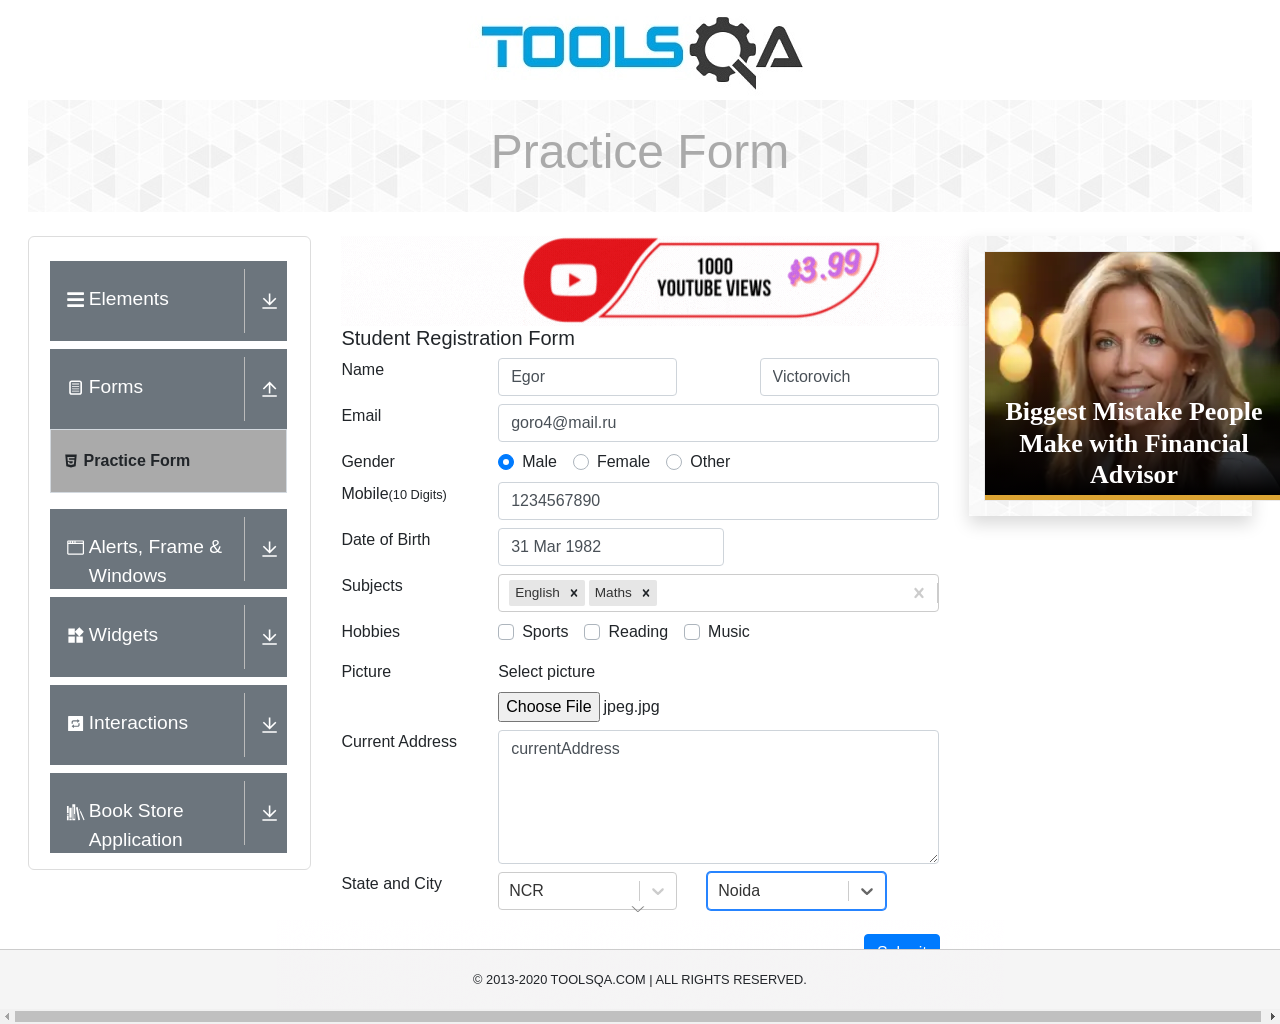 TOOLSQA
Practice Form
Elements
Forms
Practice Form
Alerts, Frame &
Windows
Widgets
Interactions
Book Store
Application
1000
YOUTUBE VIEWS
$3.99
Student Registration Form
Name Egor Victorovich
Email goro4@mail.ru
Gender Male Female Other
Mobile(10 Digits) 1234567890
Date of Birth 31 Mar 1982
Subjects English Maths
Hobbies Sports Reading Music
Picture Select picture
Choose File jpeg.jpg
Current Address currentAddress
State and City NCR Noida
Submit
Biggest Mistake People
Make with Financial
Advisor
© 2013-2020 TOOLSQA.COM | ALL RIGHTS RESERVED.